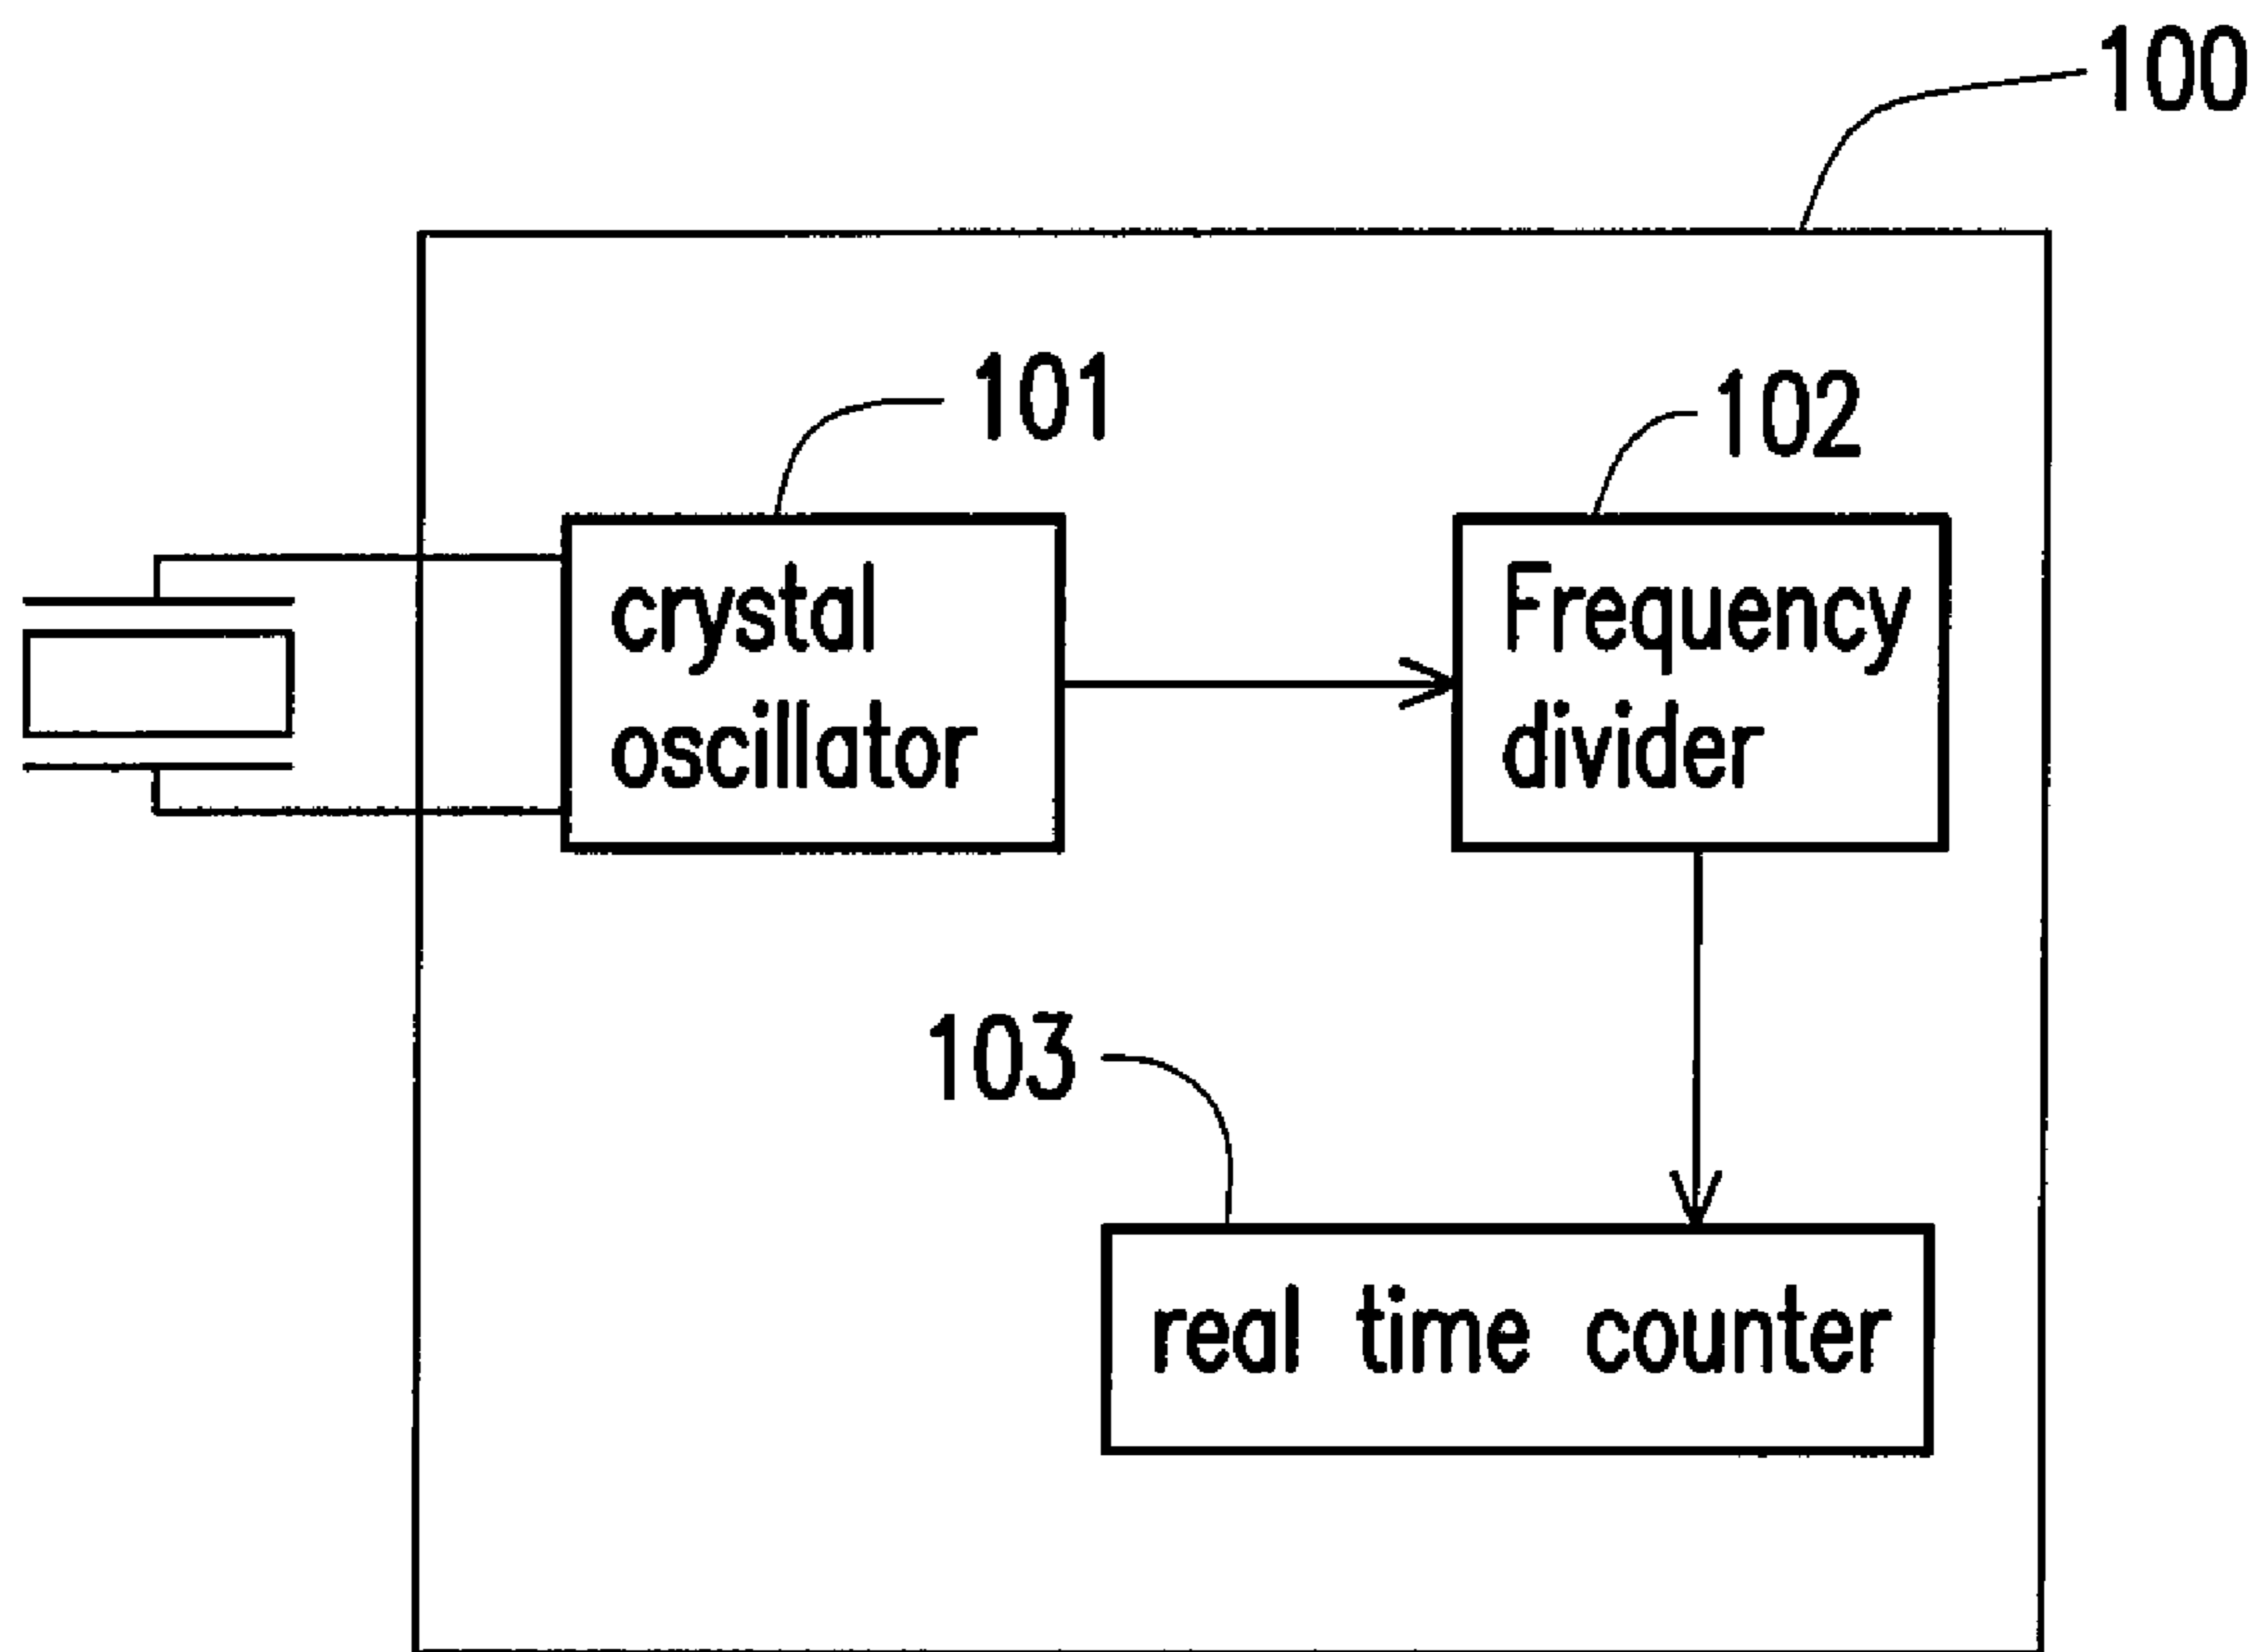 100
101
102
crystal
oscillator
Frequency
divider
103
real time counter